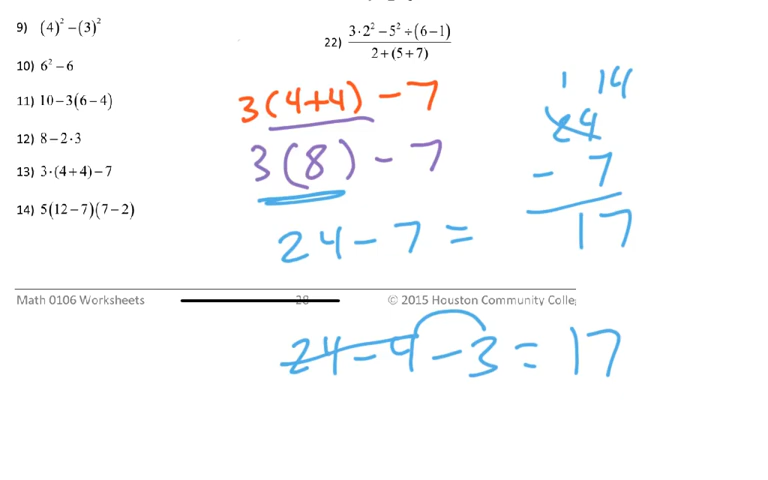 9) (4)² −(3)²
10) 6² −6
11) 10−3(6−4)
12) 8−2·3
13) 3·(4+4)−7
14) 5(12−7)(7−2)
22) 3·2² −5² ÷(6−1)
2+(5+7)
3(4+4) − 7
3(8) − 7
24 − 7 =
1 14
24
− 7
17
Math 0106 Worksheets
28
© 2015 Houston Community Colle
24 − 4 − 3 = 17